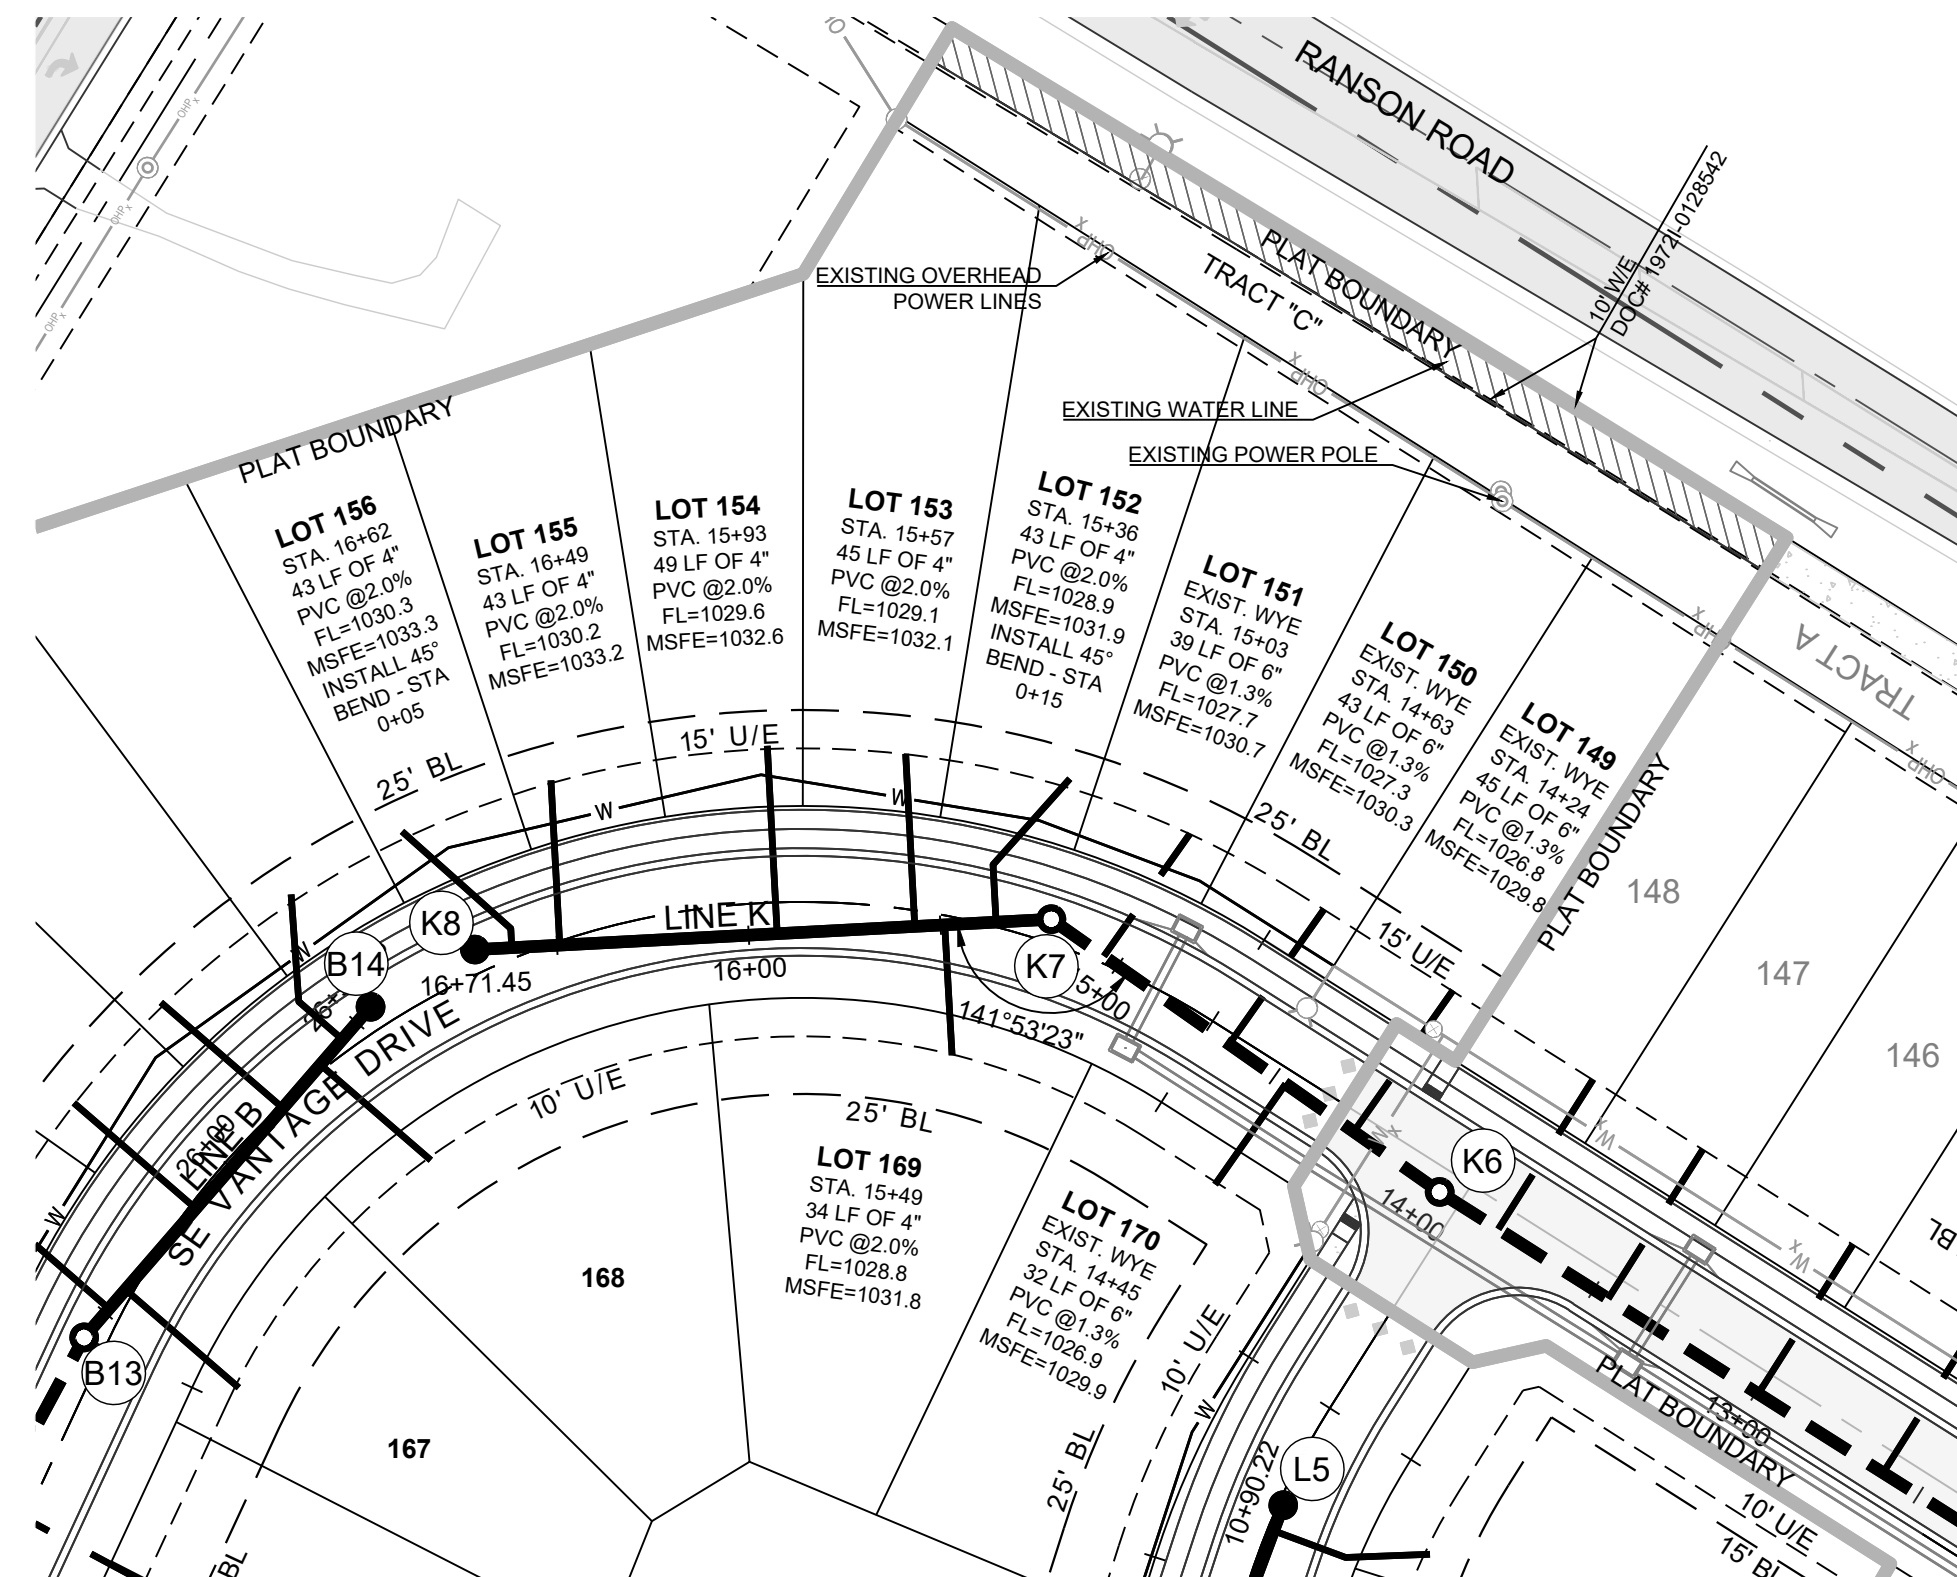 RANSON ROAD
10' W/E
DOC# 1972I-0128542
PLAT BOUNDARY
TRACT "C"
EXISTING OVERHEAD
POWER LINES
EXISTING WATER LINE
EXISTING POWER POLE
OHPx
OHPx
OHPx
OHPx
OHPx
OHPx
TRACT A
PLAT BOUNDARY
LOT 156
STA. 16+62
43 LF OF 4"
PVC @2.0%
FL=1030.3
MSFE=1033.3
INSTALL 45°
BEND - STA
0+05
LOT 155
STA. 16+49
43 LF OF 4"
PVC @2.0%
FL=1030.2
MSFE=1033.2
LOT 154
STA. 15+93
49 LF OF 4"
PVC @2.0%
FL=1029.6
MSFE=1032.6
LOT 153
STA. 15+57
45 LF OF 4"
PVC @2.0%
FL=1029.1
MSFE=1032.1
LOT 152
STA. 15+36
43 LF OF 4"
PVC @2.0%
FL=1028.9
MSFE=1031.9
INSTALL 45°
BEND - STA
0+15
LOT 151
EXIST. WYE
STA. 15+03
39 LF OF 6"
PVC @1.3%
FL=1027.7
MSFE=1030.7
LOT 150
EXIST. WYE
STA. 14+63
43 LF OF 6"
PVC @1.3%
FL=1027.3
MSFE=1030.3
LOT 149
EXIST. WYE
STA. 14+24
45 LF OF 6"
PVC @1.3%
FL=1026.8
MSFE=1029.8
PLAT BOUNDARY
148
147
146
25' BL
15' U/E
25' BL
15' U/E
W
W
W
W
W
K8
B14
LINE K
16+71.45
16+00
K7
5+00
141°53'23"
SE VANTAGE DRIVE
LINE B
26+00
B13
10' U/E
25' BL
LOT 169
STA. 15+49
34 LF OF 4"
PVC @2.0%
FL=1028.8
MSFE=1031.8
LOT 170
EXIST. WYE
STA. 14+45
32 LF OF 6"
PVC @1.3%
FL=1026.9
MSFE=1029.9
168
167
BL
10' U/E
25' BL
K6
14+00
13+00
Wx
Wx
Wx
BL
L5
10+90.22
PLAT BOUNDARY
10' U/E
15' BL